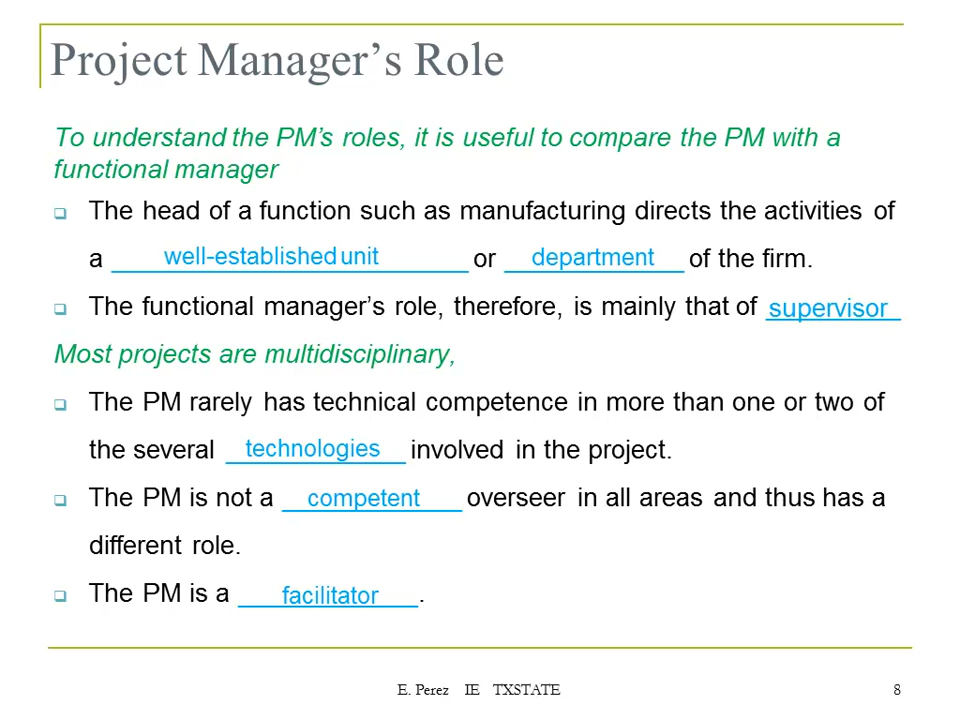 Project Manager’s Role
To understand the PM’s roles, it is useful to compare the PM with a
functional manager
The head of a function such as manufacturing directs the activities of
a well-established unit or department of the firm.
The functional manager’s role, therefore, is mainly that of supervisor
Most projects are multidisciplinary,
The PM rarely has technical competence in more than one or two of
the several technologies involved in the project.
The PM is not a competent overseer in all areas and thus has a
different role.
The PM is a facilitator.
E. Perez IE TXSTATE 8